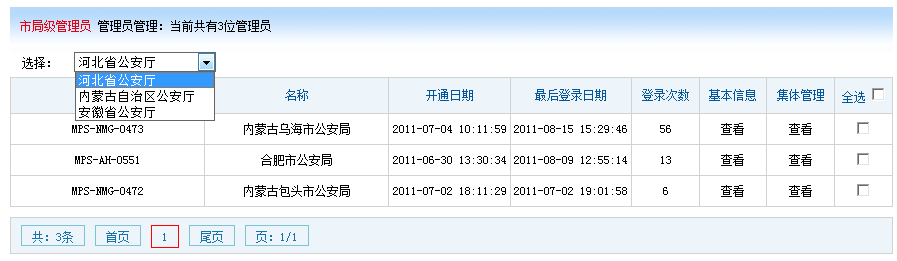 市局级管理员 管理员管理：当前共有3位管理员
选择： 河北省公安厅
河北省公安厅
内蒙古自治区公安厅
安徽省公安厅
名称 开通日期 最后登录日期 登录次数 基本信息 集体管理 全选
MPS-NMG-0473 内蒙古乌海市公安局 2011-07-04 10:11:59 2011-08-15 15:29:46 56 查看 查看
MPS-AH-0551 合肥市公安局 2011-06-30 13:30:34 2011-08-09 12:55:14 13 查看 查看
MPS-NMG-0472 内蒙古包头市公安局 2011-07-02 18:11:29 2011-07-02 19:01:58 6 查看 查看
共：3条 首页 1 尾页 页：1/1